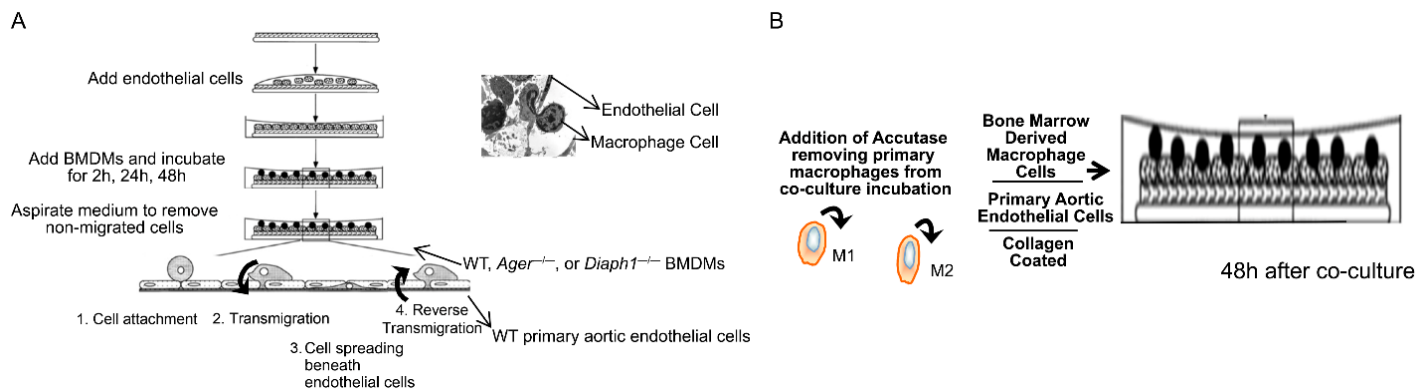 A
Add endothelial cells
Add BMDMs and incubate
for 2h, 24h, 48h
Aspirate medium to remove
non-migrated cells
Endothelial Cell
Macrophage Cell
WT, Ager–/–, or Diaph1–/– BMDMs
1. Cell attachment
2. Transmigration
4. Reverse
Transmigration
WT primary aortic endothelial cells
3. Cell spreading
beneath
endothelial cells
B
Addition of Accutase
removing primary
macrophages from
co-culture incubation
M1
M2
Bone Marrow
Derived
Macrophage
Cells
Primary Aortic
Endothelial Cells
Collagen
Coated
48h after co-culture